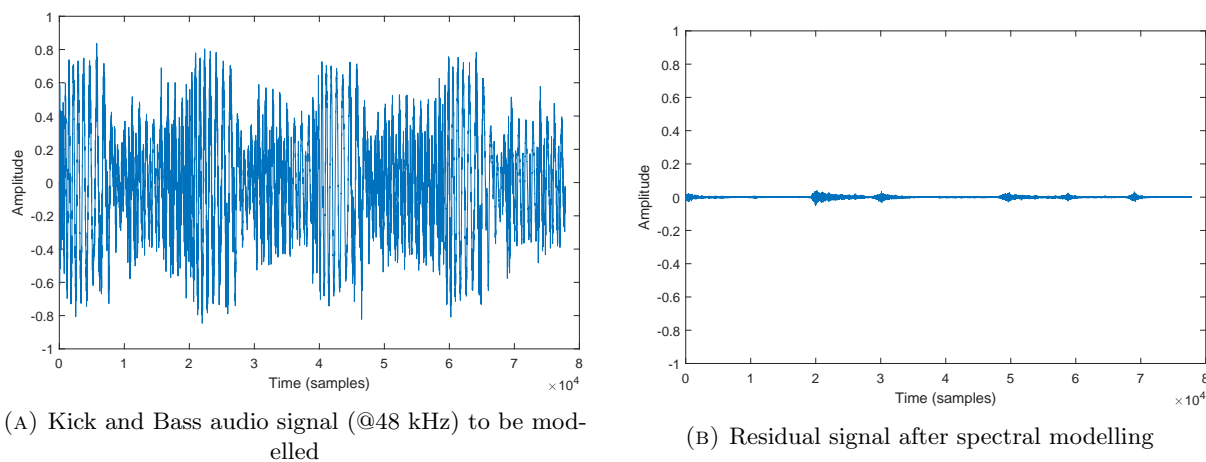 1
0.8
0.6
0.4
0.2
0
-0.2
-0.4
-0.6
-0.8
-1
Amplitude
0 1 2 3 4 5 6 7 8
Time (samples)
×10⁴
(A) Kick and Bass audio signal (@48 kHz) to be mod-
elled
1
0.8
0.6
0.4
0.2
0
-0.2
-0.4
-0.6
-0.8
-1
Amplitude
0 1 2 3 4 5 6 7 8
Time (samples)
×10⁴
(B) Residual signal after spectral modelling